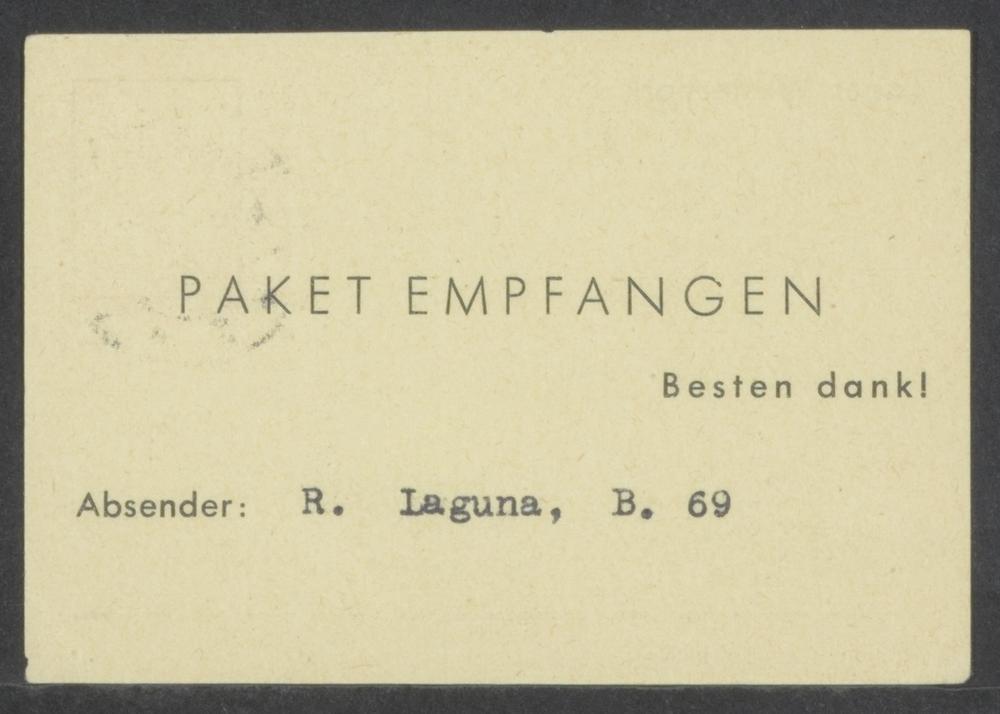 PAKET EMPFANGEN
Besten dank!
Absender: R. Laguna, B. 69